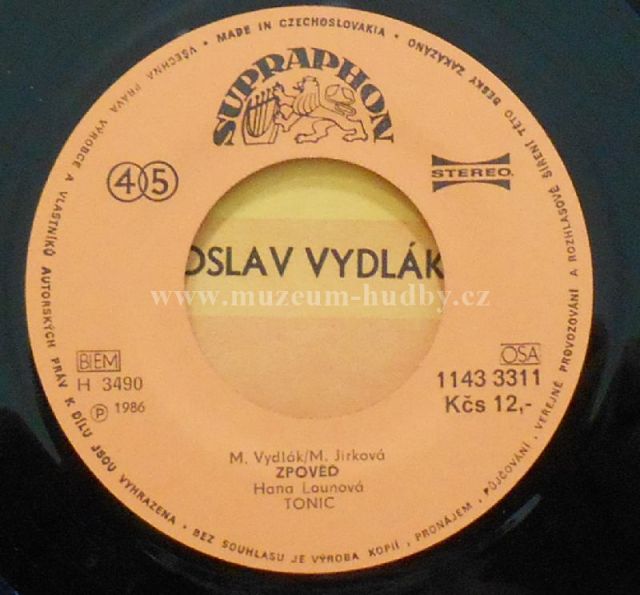 VŠECHNA PRÁVA VÝROBCE A VLASTNÍKŮ AUTORSKÝCH PRÁV K DÍLU JSOU VYHRAZENA • BEZ SOUHLASU JE VÝROBA KOPIÍ, PRONÁJEM, PŮJČOVÁNÍ • VEŘEJNÉ PROVOZOVÁNÍ A ROZHLASOVÉ ŠÍŘENÍ TÉTO DESKY ZAKÁZÁNO • MADE IN CZECHOSLOVAKIA •
SUPRAPHON
45
STEREO
OSLAV VYDLÁK
www.muzeum-hudby.cz
BIEM
OSA
H 3490
1143 3311
℗ 1986
Kčs 12,-
M. Vydlák/M. Jirková
ZPOVĚĎ
Hana Lounová
TONIC